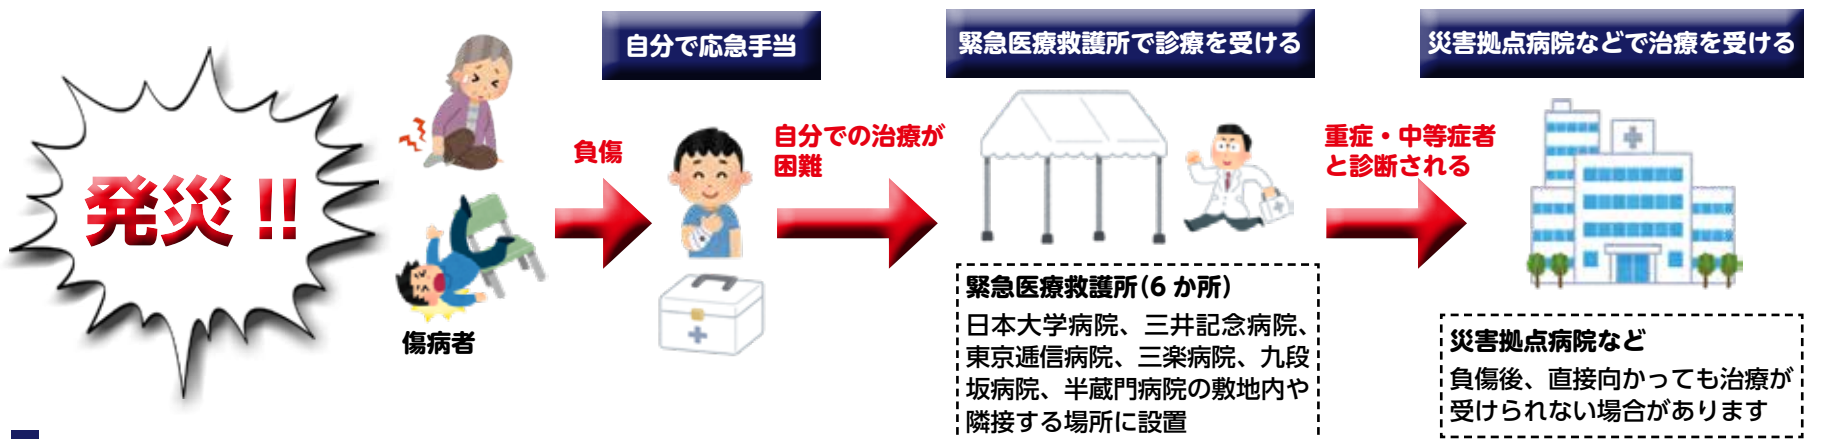 発災!!
傷病者
負傷
自分で応急手当
自分での治療が
困難
緊急医療救護所で診療を受ける
緊急医療救護所(6か所)
日本大学病院、三井記念病院、
東京逓信病院、三楽病院、九段
坂病院、半蔵門病院の敷地内や
隣接する場所に設置
重症・中等症者
と診断される
災害拠点病院などで治療を受ける
災害拠点病院など
負傷後、直接向かっても治療が
受けられない場合があります